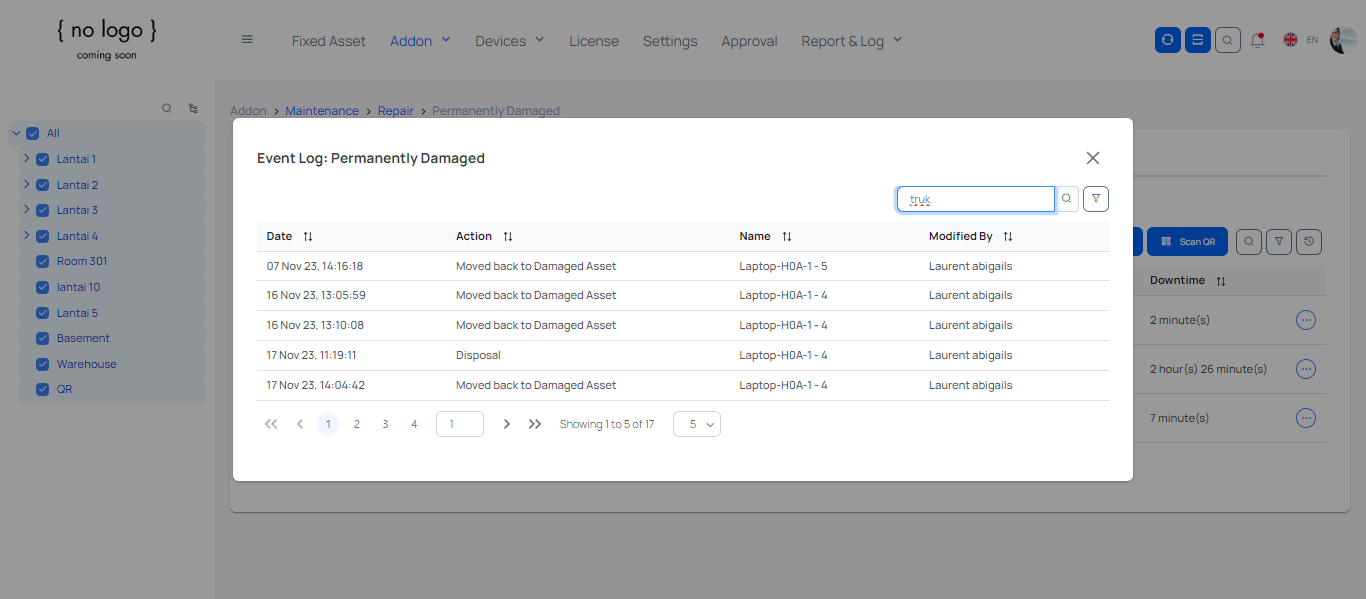 { no logo }
coming soon
Fixed Asset Addon Devices License Settings Approval Report & Log EN
All
Lantai 1
Lantai 2
Lantai 3
Lantai 4
Room 301
lantai 10
Lantai 5
Basement
Warehouse
QR
Addon > Maintenance > Repair > Permanently Damaged
Event Log: Permanently Damaged
truk
Date Action Name Modified By
07 Nov 23, 14:16:18 Moved back to Damaged Asset Laptop-H0A-1 - 5 Laurent abigails
16 Nov 23, 13:05:59 Moved back to Damaged Asset Laptop-H0A-1 - 4 Laurent abigails
16 Nov 23, 13:10:08 Moved back to Damaged Asset Laptop-H0A-1 - 4 Laurent abigails
17 Nov 23, 11:19:11 Disposal Laptop-H0A-1 - 4 Laurent abigails
17 Nov 23, 14:04:42 Moved back to Damaged Asset Laptop-H0A-1 - 4 Laurent abigails
1 2 3 4 1 Showing 1 to 5 of 17 5
Scan QR
Downtime
2 minute(s)
2 hour(s) 26 minute(s)
7 minute(s)